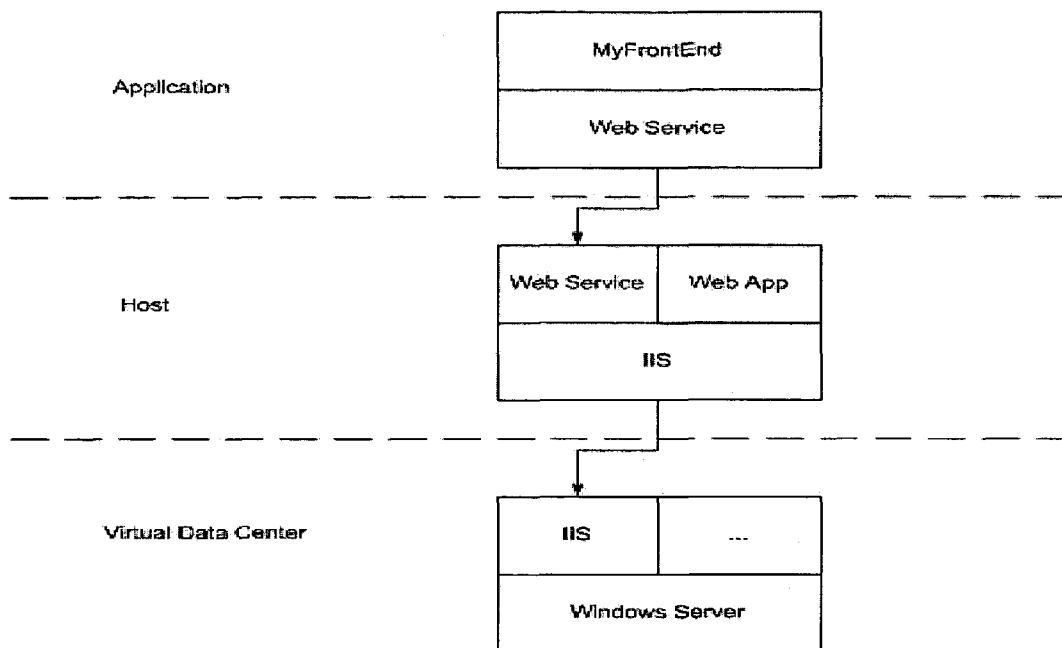 MyFrontEnd
Application
Web Service
Web Service
Web App
Host
IIS
Virtual Data Center
IIS
...
Windows Server